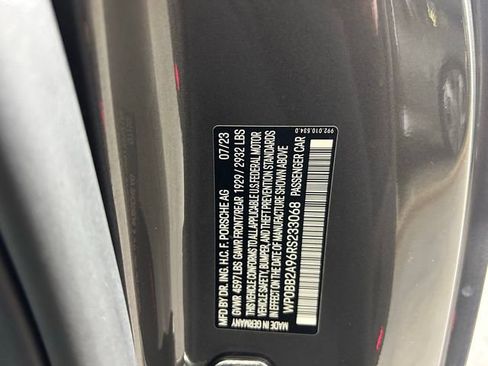 MFD BY DR. ING. H.C. F. PORSCHE AG 07/23
GVWR 4597 LBS GAWR FRONT/REAR 1929 / 2932 LBS
THIS VEHICLE CONFORMS TO ALL APPLICABLE US FEDERAL MOTOR
VEHICLE SAFETY, BUMPER, AND THEFT PREVENTION STANDARDS
IN EFFECT ON THE DATE OF MANUFACTURE SHOWN ABOVE
WP0BB2A96RS233068 PASSENGER CAR
MADE IN GERMANY
992.010.534.0